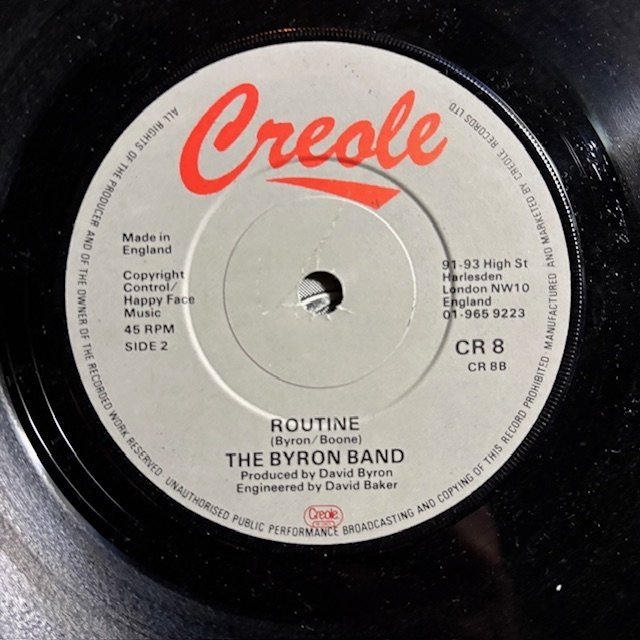 Creole
Made in
England
Copyright
Control/
Happy Face
Music
45 RPM
SIDE 2
91-93 High St
Harlesden
London NW10
England
01-965 9223
CR 8
CR 8B
ROUTINE
(Byron/Boone)
THE BYRON BAND
Produced by David Byron
Engineered by David Baker
Creole
ALL RIGHTS OF THE PRODUCER AND OF THE OWNER OF THE RECORDED WORK RESERVED. UNAUTHORISED PUBLIC PERFORMANCE BROADCASTING AND COPYING OF THIS RECORD PROHIBITED MANUFACTURED AND MARKETED BY CREOLE RECORDS LTD